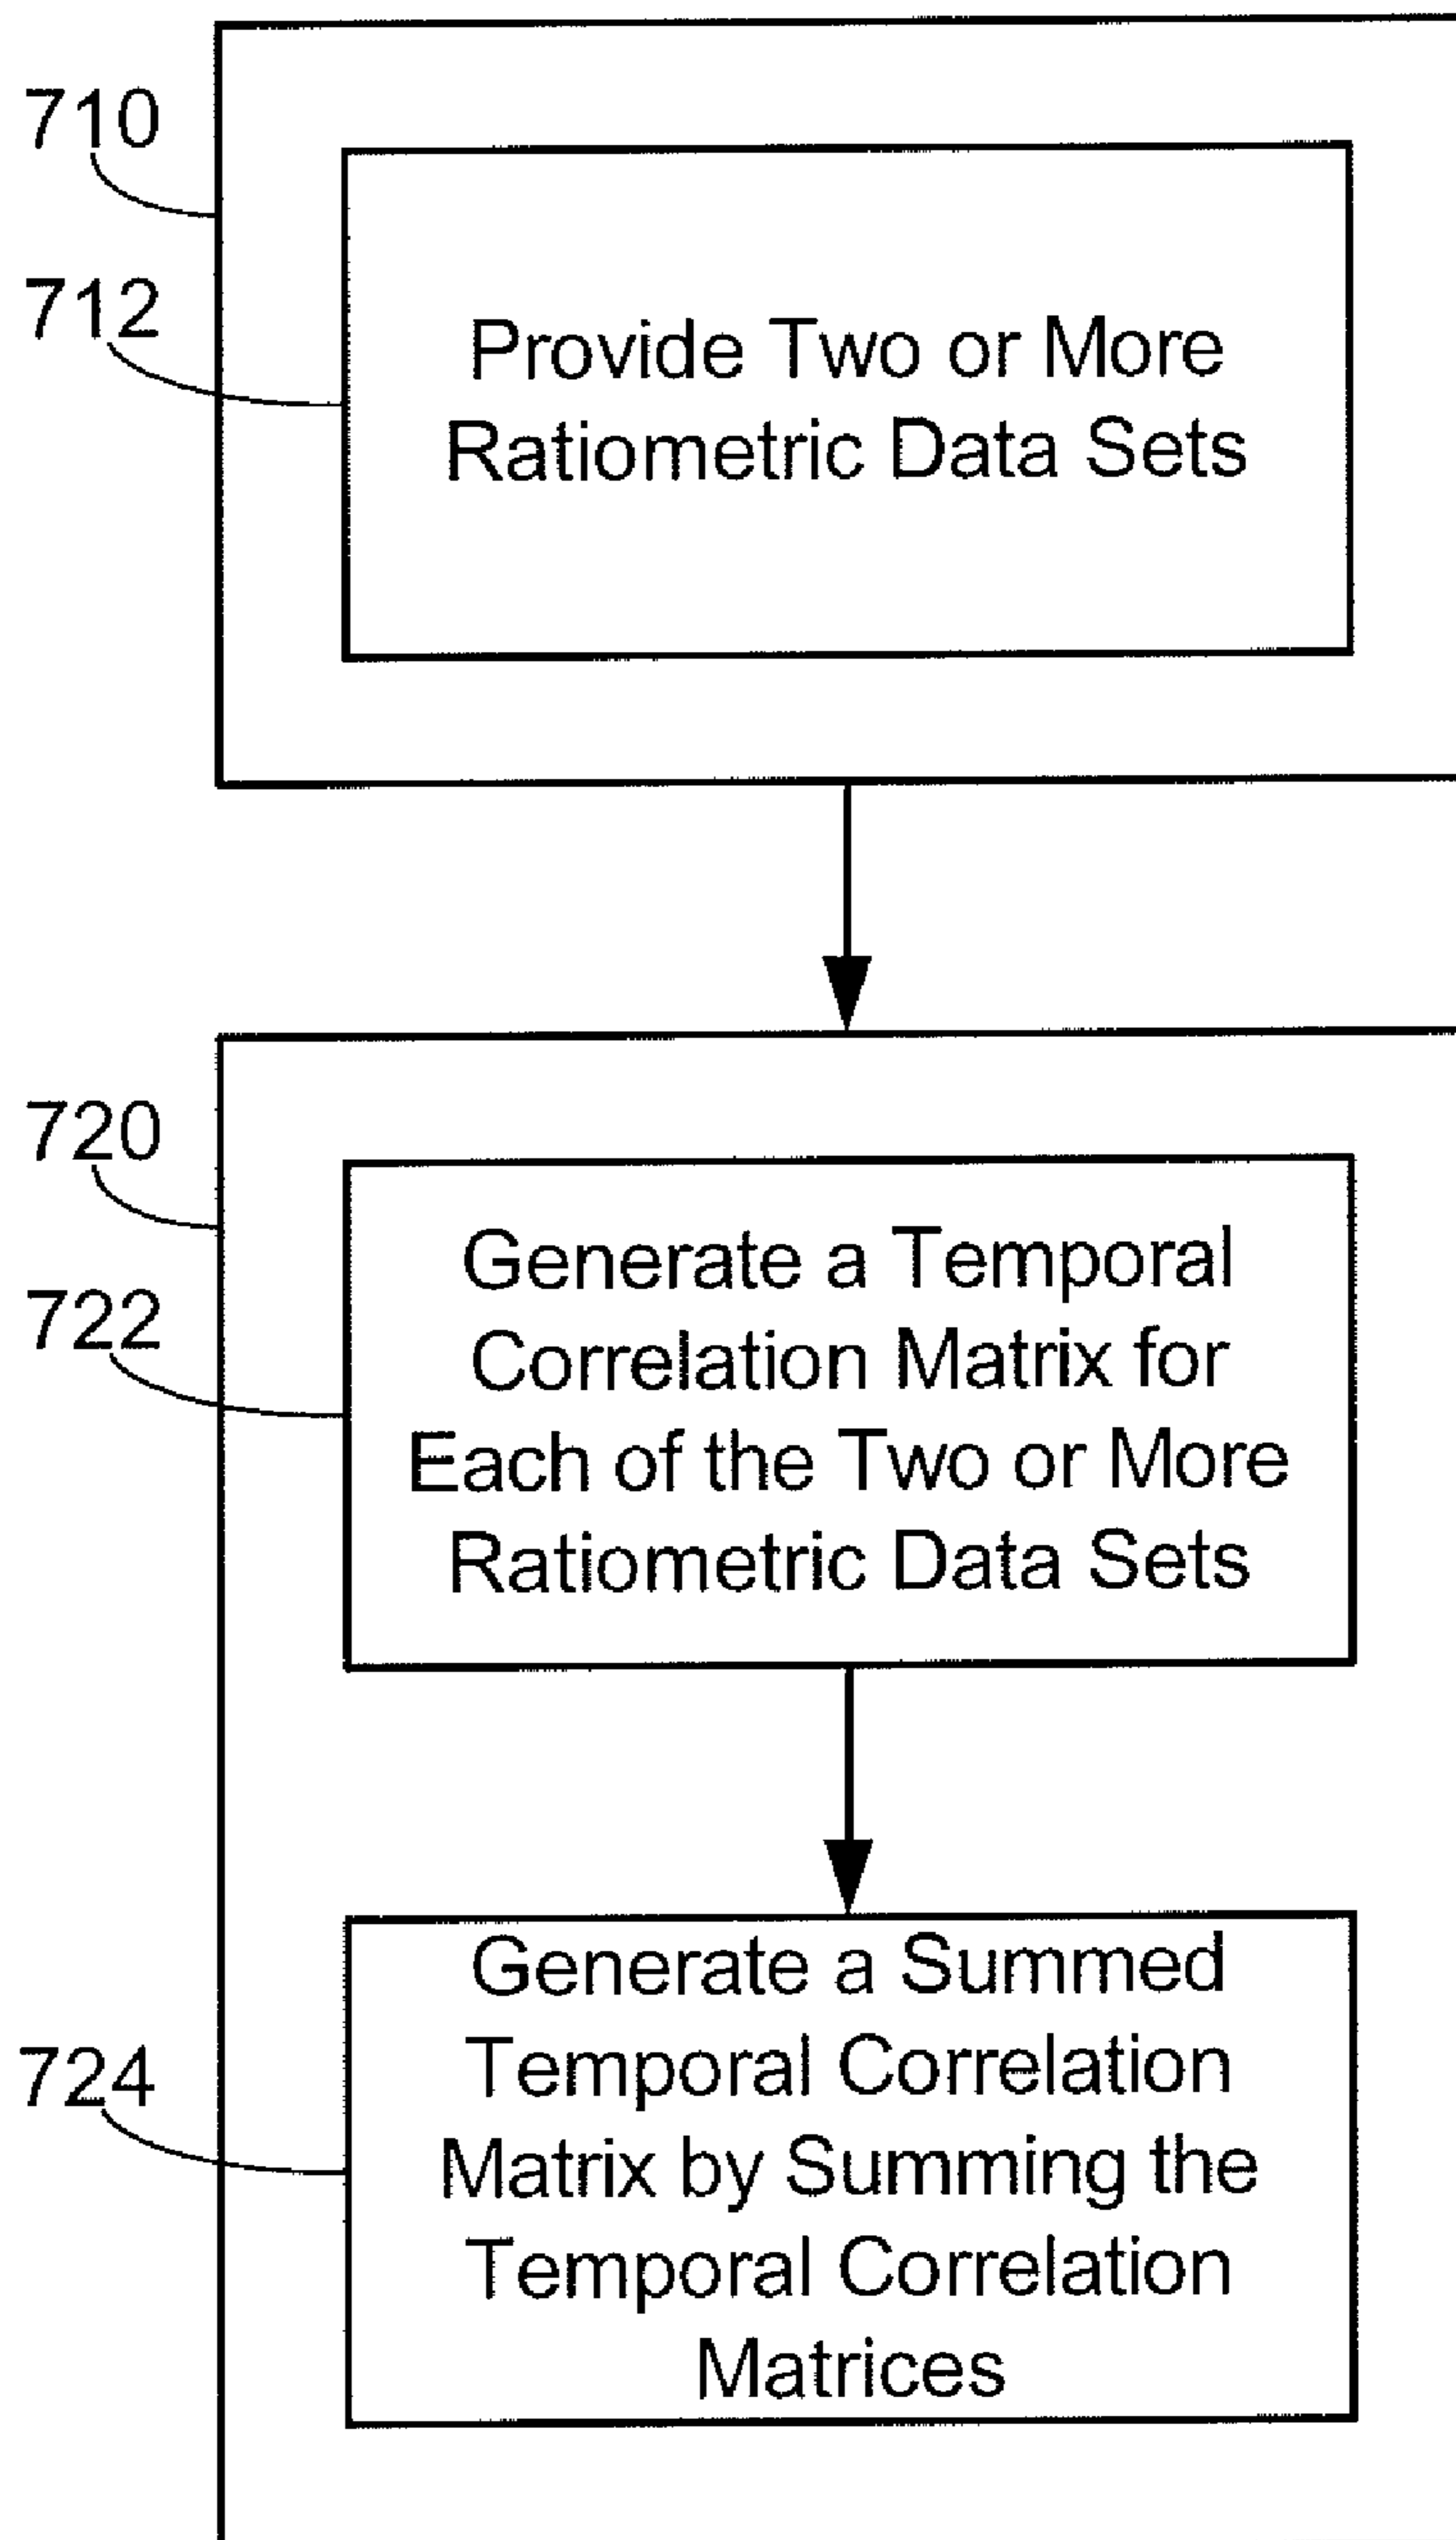 710
712
Provide Two or More
Ratiometric Data Sets
720
722
Generate a Temporal
Correlation Matrix for
Each of the Two or More
Ratiometric Data Sets
724
Generate a Summed
Temporal Correlation
Matrix by Summing the
Temporal Correlation
Matrices